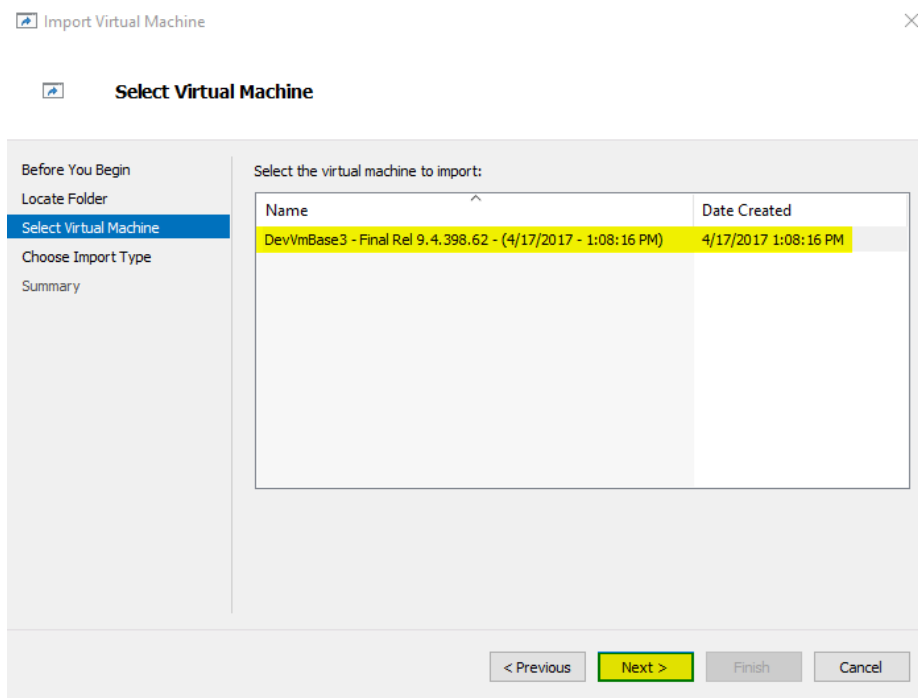 Import Virtual Machine
Select Virtual Machine
Before You Begin
Locate Folder
Select Virtual Machine
Choose Import Type
Summary
Select the virtual machine to import:
Name Date Created
DevVmBase3 - Final Rel 9.4.398.62 - (4/17/2017 - 1:08:16 PM) 4/17/2017 1:08:16 PM
< Previous Next > Finish Cancel